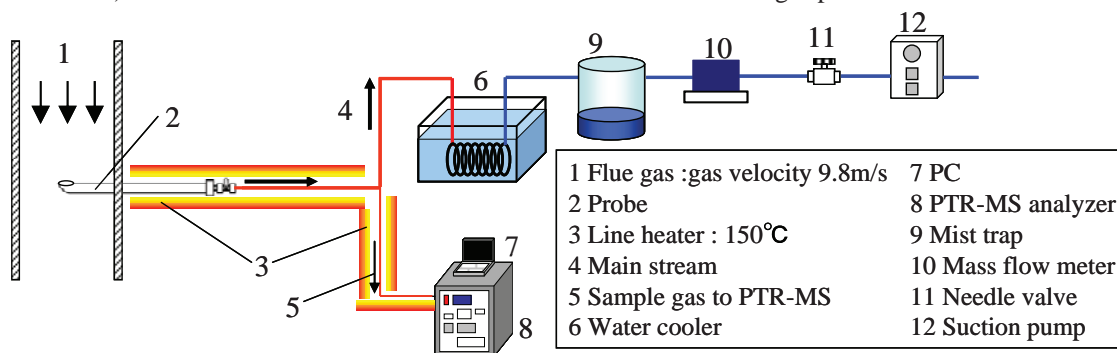 1
2
3
4
5
6
7
8
9
10
11
12
1 Flue gas :gas velocity 9.8m/s
2 Probe
3 Line heater : 150℃
4 Main stream
5 Sample gas to PTR-MS
6 Water cooler
7 PC
8 PTR-MS analyzer
9 Mist trap
10 Mass flow meter
11 Needle valve
12 Suction pump